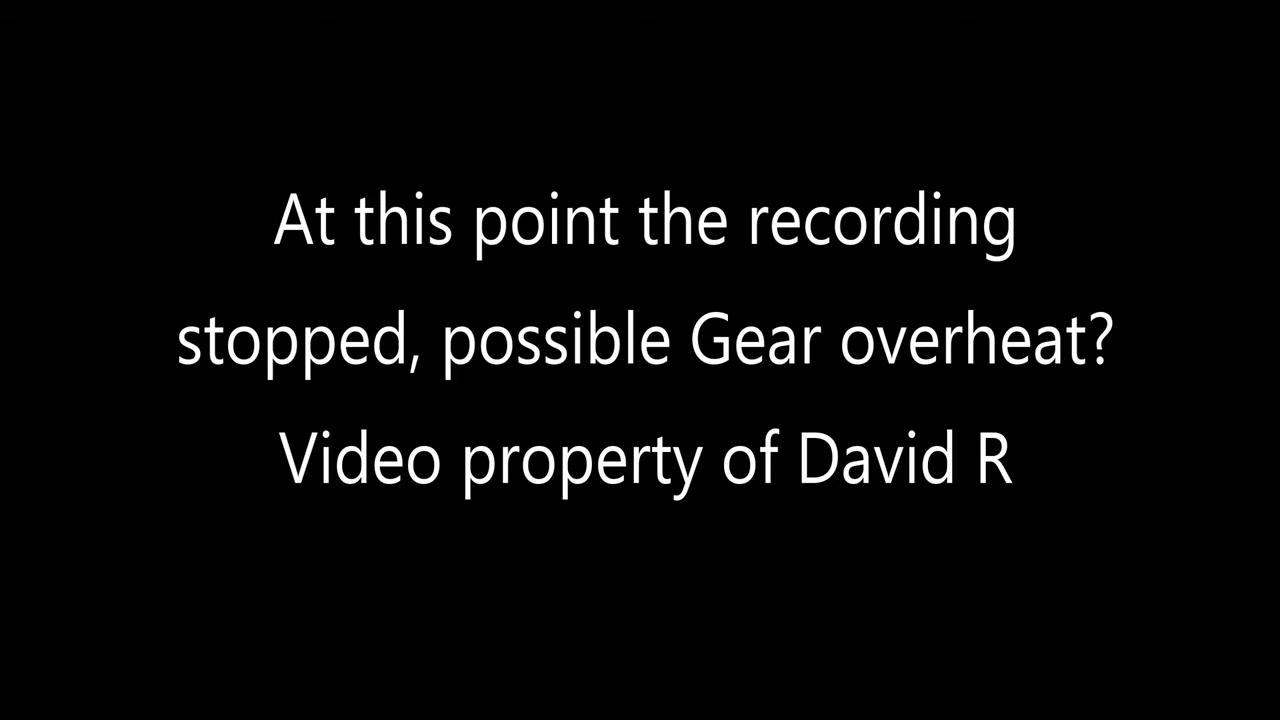 At this point the recording
stopped, possible Gear overheat?
Video property of David R